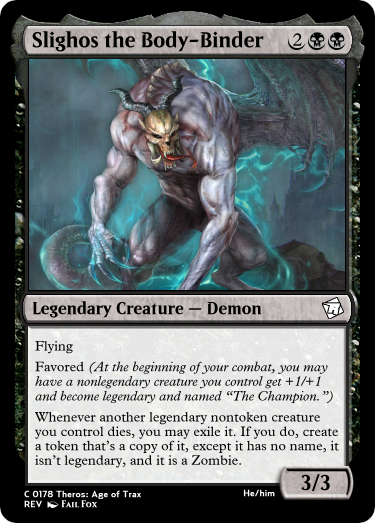 Slighos the Body-Binder 2
Legendary Creature — Demon
Flying
Favored (At the beginning of your combat, you may
have a nonlegendary creature you control get +1/+1
and become legendary and named “The Champion.”)
Whenever another legendary nontoken creature
you control dies, you may exile it. If you do, create
a token that's a copy of it, except it has no name, it
isn't legendary, and it is a Zombie.
3/3
C 0178 Theros: Age of Trax He/him
REV Fail Fox